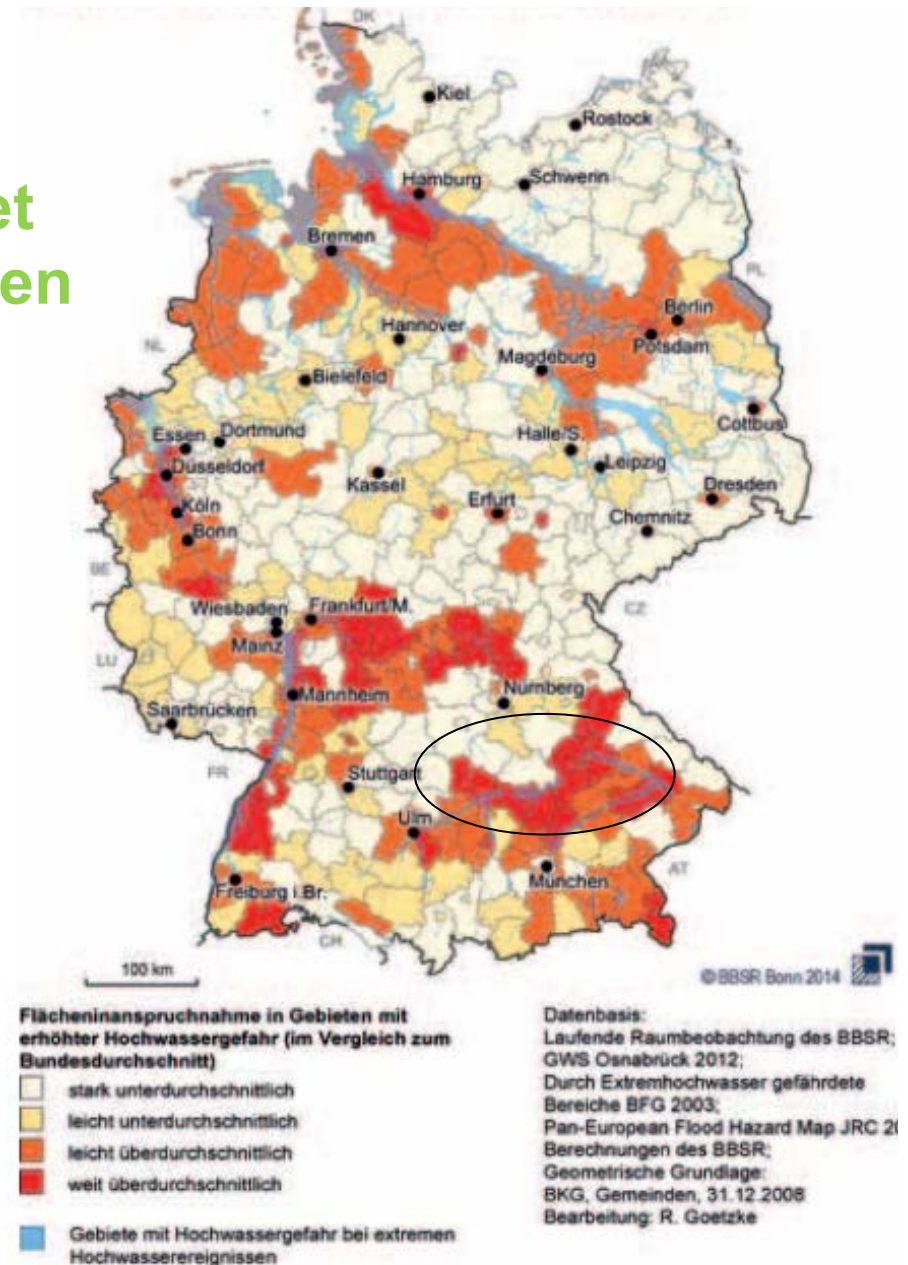 et
en
DK
Kiel
Rostock
Hamburg
Schwerin
Bremen
PL
Berlin
Hannover
Potsdam
NL
Magdeburg
Bielefeld
Cottbus
Essen
Dortmund
Halle/S.
Düsseldorf
Leipzig
Kassel
Köln
Erfurt
Dresden
Bonn
Chemnitz
BE
Wiesbaden
Frankfurt/M.
CZ
Mainz
LU
Mannheim
Nürnberg
Saarbrücken
FR
Stuttgart
Ulm
AT
München
Freiburg i.Br.
CH
100 km
©BBSR Bonn 2014
Flächeninanspruchnahme in Gebieten mit
erhöhter Hochwassergefahr (im Vergleich zum
Bundesdurchschnitt)
stark unterdurchschnittlich
leicht unterdurchschnittlich
leicht überdurchschnittlich
weit überdurchschnittlich
Gebiete mit Hochwassergefahr bei extremen
Hochwasserereignissen
Datenbasis:
Laufende Raumbeobachtung des BBSR;
GWS Osnabrück 2012;
Durch Extremhochwasser gefährdete
Bereiche BFG 2003;
Pan-European Flood Hazard Map JRC 20
Berechnungen des BBSR;
Geometrische Grundlage:
BKG, Gemeinden, 31.12.2008
Bearbeitung: R. Goetzke